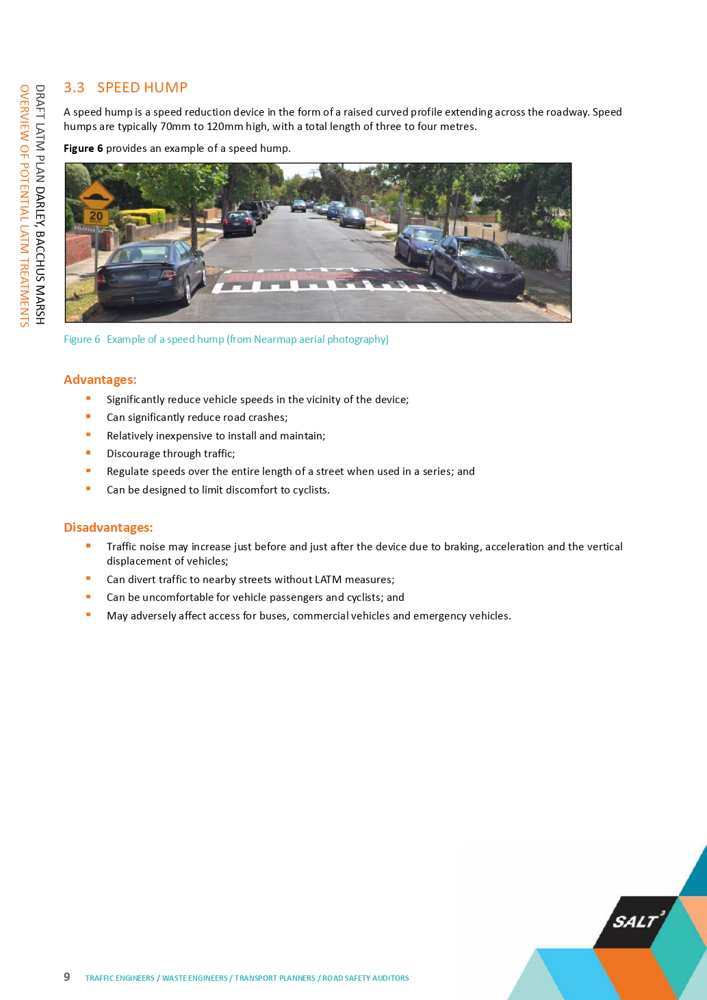 DRAFT LATM PLAN DARLEY, BACCHUS MARSH
OVERVIEW OF POTENTIAL LATM TREATMENTS
3.3 SPEED HUMP
A speed hump is a speed reduction device in the form of a raised curved profile extending across the roadway. Speed
humps are typically 70mm to 120mm high, with a total length of three to four metres.
Figure 6 provides an example of a speed hump.
20
Figure 6 Example of a speed hump (from Nearmap aerial photography)
Advantages:
▪ Significantly reduce vehicle speeds in the vicinity of the device;
▪ Can significantly reduce road crashes;
▪ Relatively inexpensive to install and maintain;
▪ Discourage through traffic;
▪ Regulate speeds over the entire length of a street when used in a series; and
▪ Can be designed to limit discomfort to cyclists.
Disadvantages:
▪ Traffic noise may increase just before and just after the device due to braking, acceleration and the vertical
displacement of vehicles;
▪ Can divert traffic to nearby streets without LATM measures;
▪ Can be uncomfortable for vehicle passengers and cyclists; and
▪ May adversely affect access for buses, commercial vehicles and emergency vehicles.
SALT³
9 TRAFFIC ENGINEERS / WASTE ENGINEERS / TRANSPORT PLANNERS / ROAD SAFETY AUDITORS